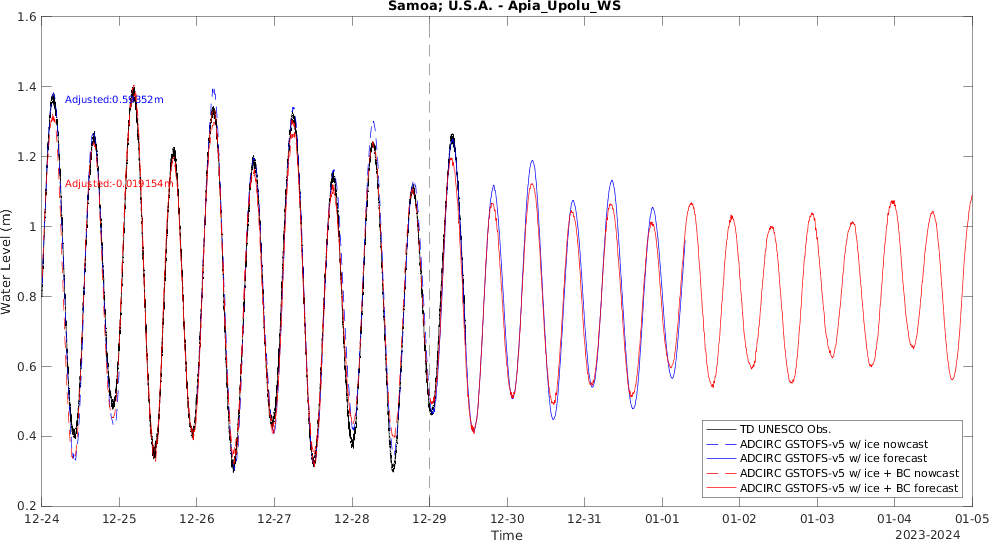 Samoa; U.S.A. - Apia_Upolu_WS
1.6
1.4
1.2
1
0.8
0.6
0.4
0.2
Water Level (m)
Adjusted:0.59852m
Adjusted:-0.019154m
12-24
12-25
12-26
12-27
12-28
12-29
12-30
12-31
01-01
01-02
01-03
01-04
01-05
Time
2023-2024
TD UNESCO Obs.
ADCIRC GSTOFS-v5 w/ ice nowcast
ADCIRC GSTOFS-v5 w/ ice forecast
ADCIRC GSTOFS-v5 w/ ice + BC nowcast
ADCIRC GSTOFS-v5 w/ ice + BC forecast